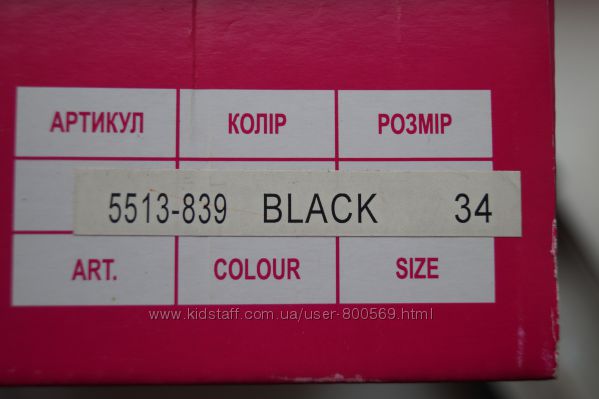 АРТИКУЛ КОЛІР РОЗМІР
5513-839 BLACK 34
ART. COLOUR SIZE
www.kidstaff.com.ua/user-800569.html